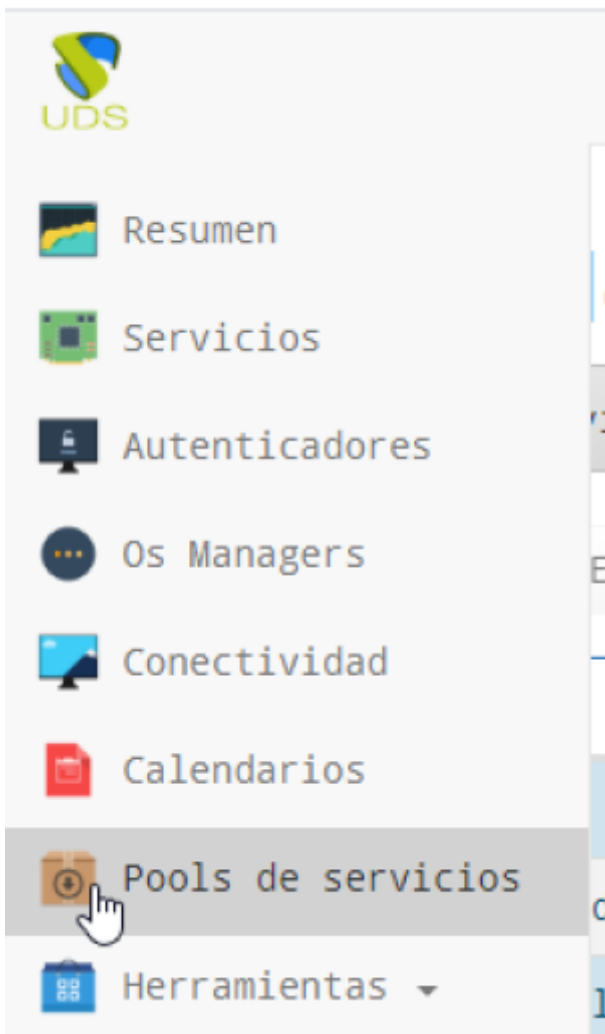 UDS
Resumen
Servicios
Autenticadores
Os Managers
Conectividad
Calendarios
Pools de servicios
Herramientas